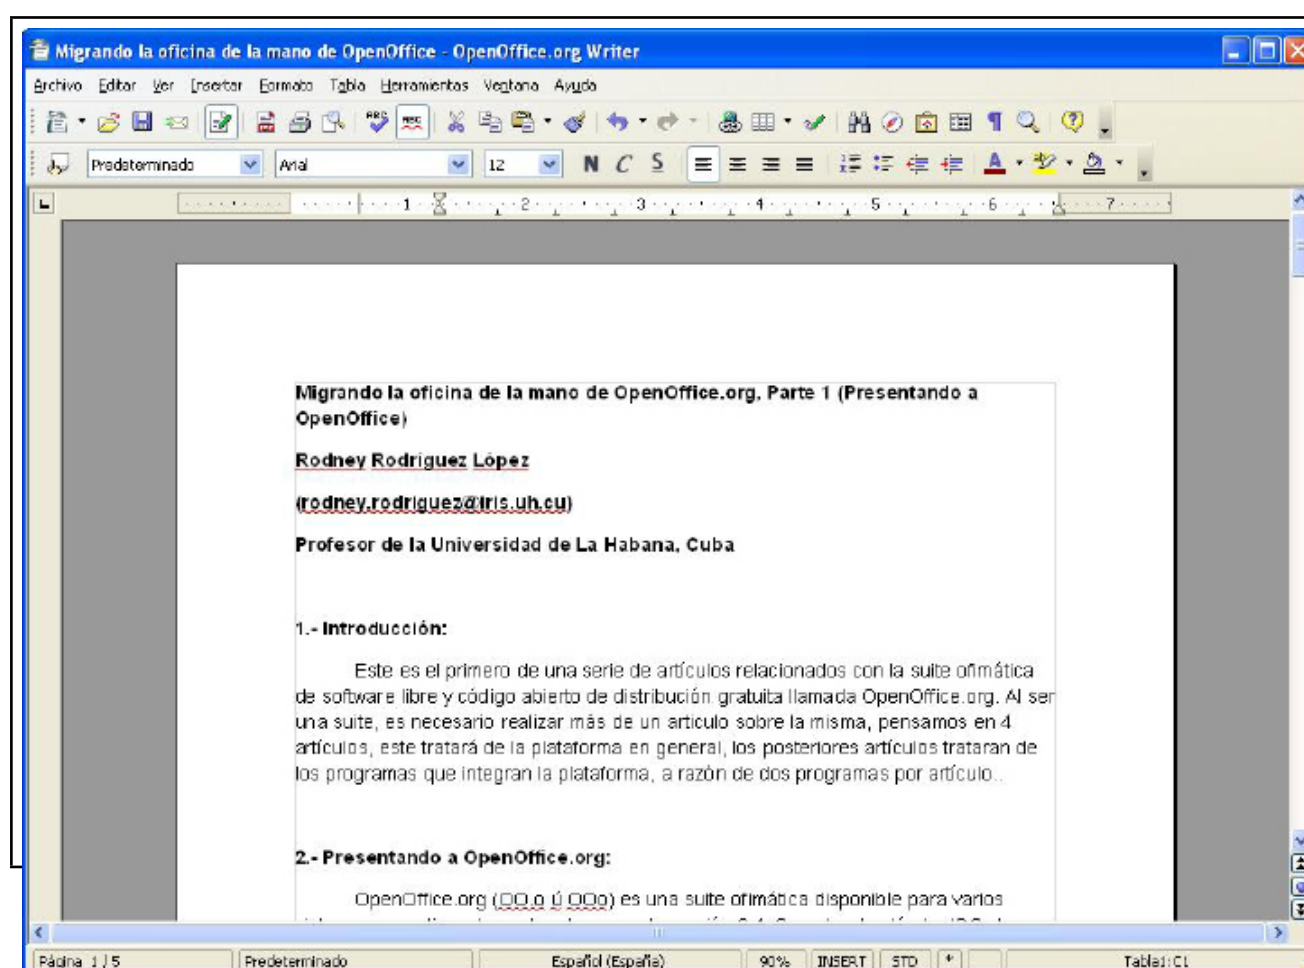 Migrando la oficina de la mano de OpenOffice - OpenOffice.org Writer
Archivo Editar Ver Insertar Formato Tabla Herramientas Ventana Ayuda
Predeterminado Arial 12 N C S
1 2 3 4 5 6 7
Migrando la oficina de la mano de OpenOffice.org, Parte 1 (Presentando a
OpenOffice)
Rodney Rodríguez López
(rodney.rodriguez@iris.uh.cu)
Profesor de la Universidad de La Habana, Cuba
1.- Introducción:
Este es el primero de una serie de artículos relacionados con la suite ofimática
de software libre y código abierto de distribución gratuita llamada OpenOffice.org. Al ser
una suite, es necesario realizar más de un articulo sobre la misma, pensamos en 4
artículos, este tratará de la plataforma en general, los posteriores artículos trataran de
los programas que integran la plataforma, a razón de dos programas por artículo..
2.- Presentando a OpenOffice.org:
OpenOffice.org (OO.o ú OOo) es una suite ofimática disponible para varios
Página 1 / 5 Predeterminado Español (España) 90% INSERT STD * Tabla1:C1